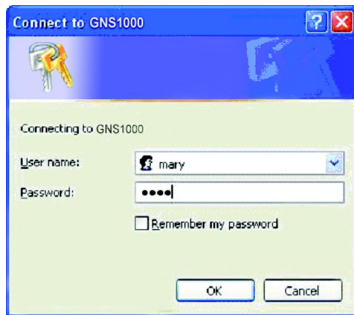 Connect to GNS1000
Connecting to GNS1000
User name:
mary
Password:
••••
Remember my password
OK
Cancel